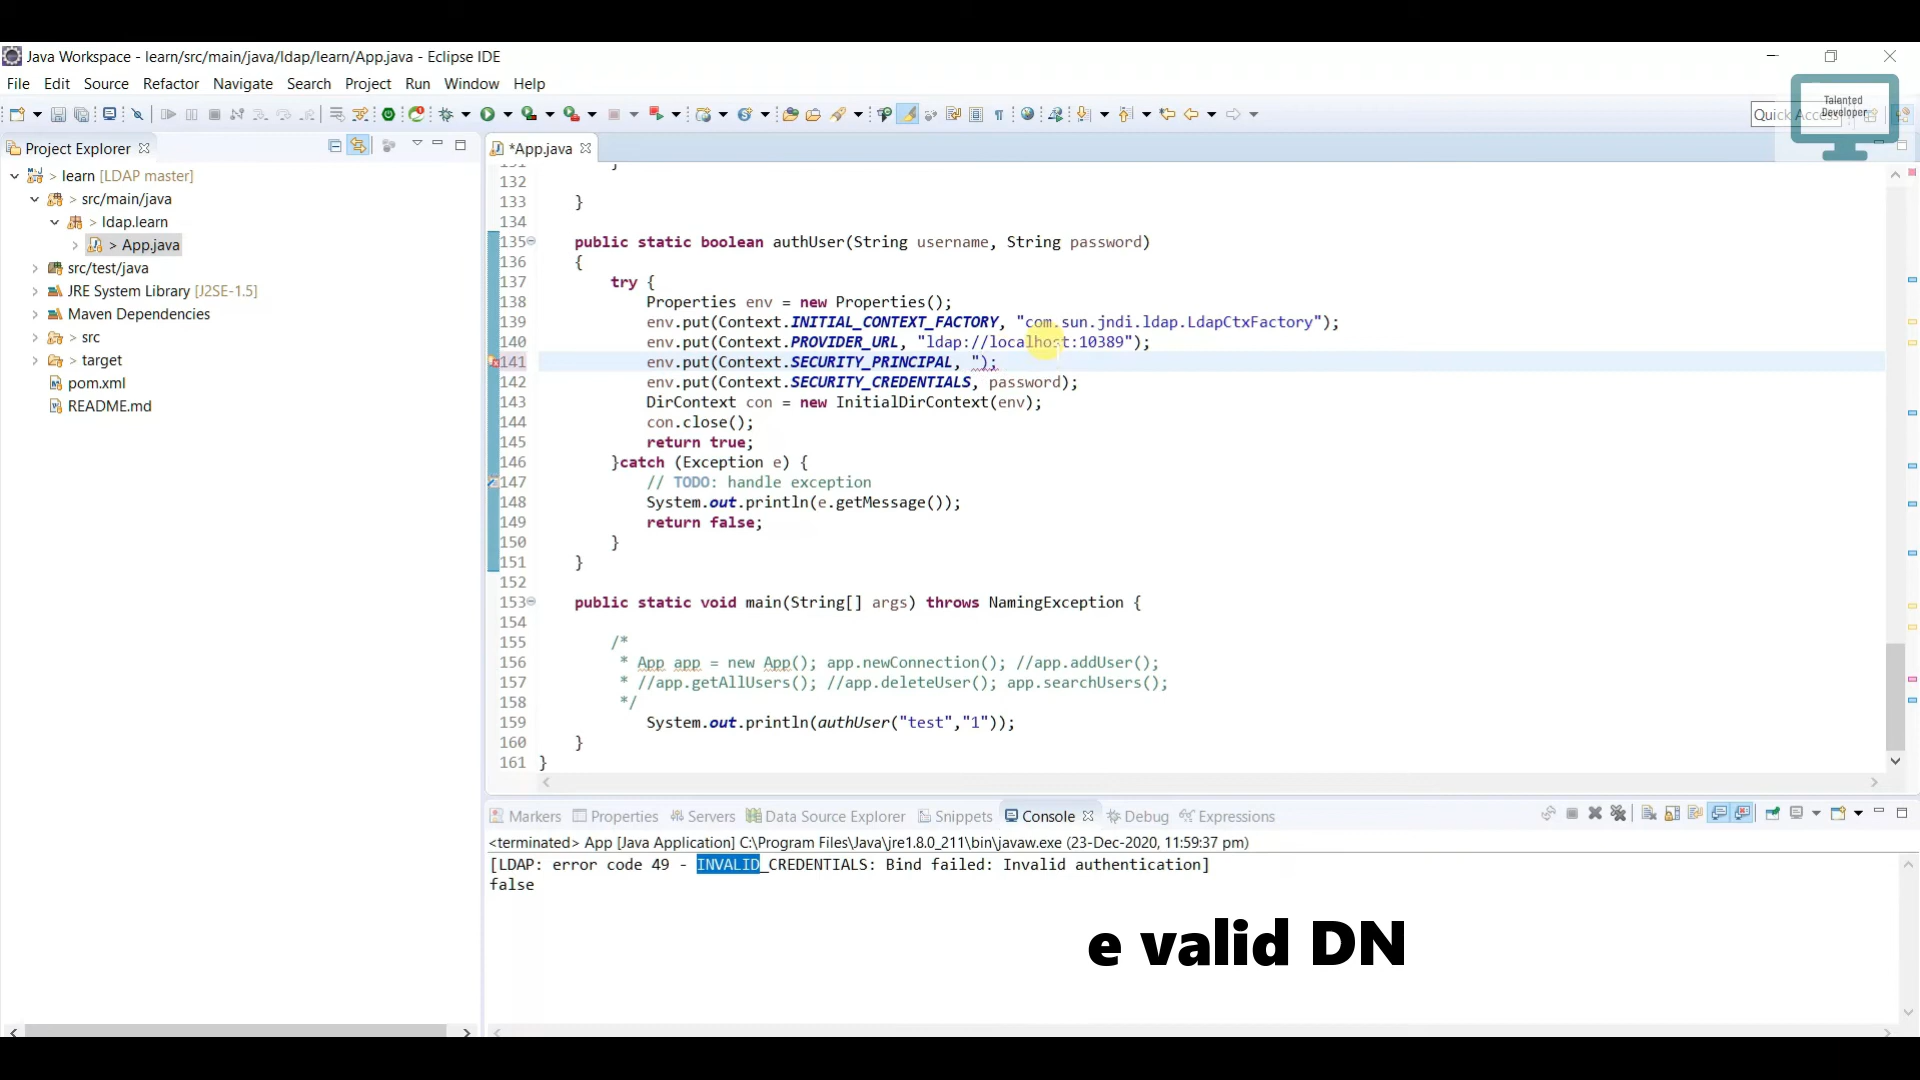 Java Workspace - learn/src/main/java/ldap/learn/App.java - Eclipse IDE
File Edit Source Refactor Navigate Search Project Run Window Help
Talented
Developer
Quick Access
Project Explorer
*App.java
> learn [LDAP master]
> src/main/java
> ldap.learn
> App.java
src/test/java
JRE System Library [J2SE-1.5]
Maven Dependencies
> src
target
pom.xml
README.md
132
133 }
134
135 public static boolean authUser(String username, String password)
136 {
137 try {
138 Properties env = new Properties();
139 env.put(Context.INITIAL_CONTEXT_FACTORY, "com.sun.jndi.ldap.LdapCtxFactory");
140 env.put(Context.PROVIDER_URL, "ldap://localhost:10389");
141 env.put(Context.SECURITY_PRINCIPAL, ");
142 env.put(Context.SECURITY_CREDENTIALS, password);
143 DirContext con = new InitialDirContext(env);
144 con.close();
145 return true;
146 }catch (Exception e) {
147 // TODO: handle exception
148 System.out.println(e.getMessage());
149 return false;
150 }
151 }
152
153 public static void main(String[] args) throws NamingException {
154
155 /*
156 * App app = new App(); app.newConnection(); //app.addUser();
157 * //app.getAllUsers(); //app.deleteUser(); app.searchUsers();
158 */
159 System.out.println(authUser("test","1"));
160 }
161 }
Markers Properties Servers Data Source Explorer Snippets Console Debug Expressions
<terminated> App [Java Application] C:\Program Files\Java\jre1.8.0_211\bin\javaw.exe (23-Dec-2020, 11:59:37 pm)
[LDAP: error code 49 - INVALID_CREDENTIALS: Bind failed: Invalid authentication]
false
e valid DN